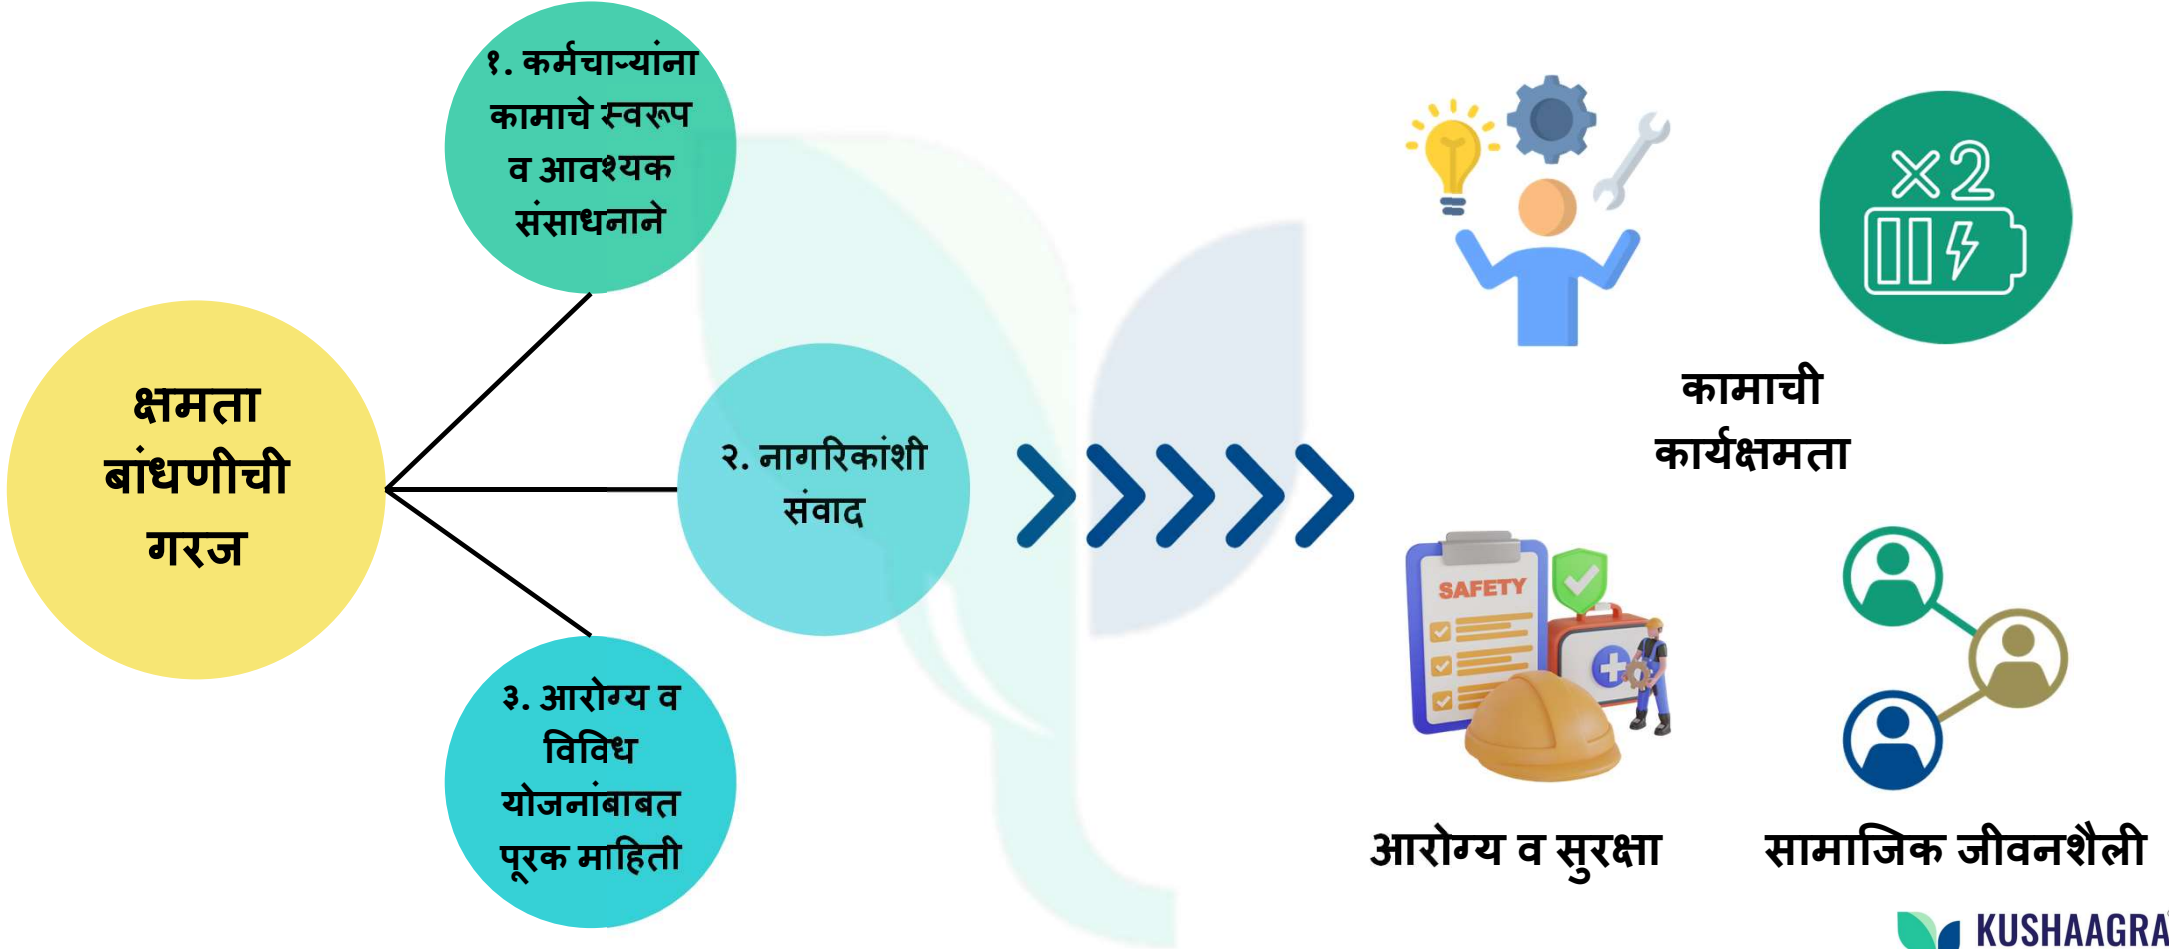 १. कर्मचाऱ्यांना
कामाचे स्वरूप
व आवश्यक
संसाधनाने
क्षमता
बांधणीची
गरज
२. नागरिकांशी
संवाद
३. आरोग्य व
विविध
योजनांबाबत
पूरक माहिती
×2
कामाची
कार्यक्षमता
SAFETY
आरोग्य व सुरक्षा
सामाजिक जीवनशैली
KUSHAAGRA